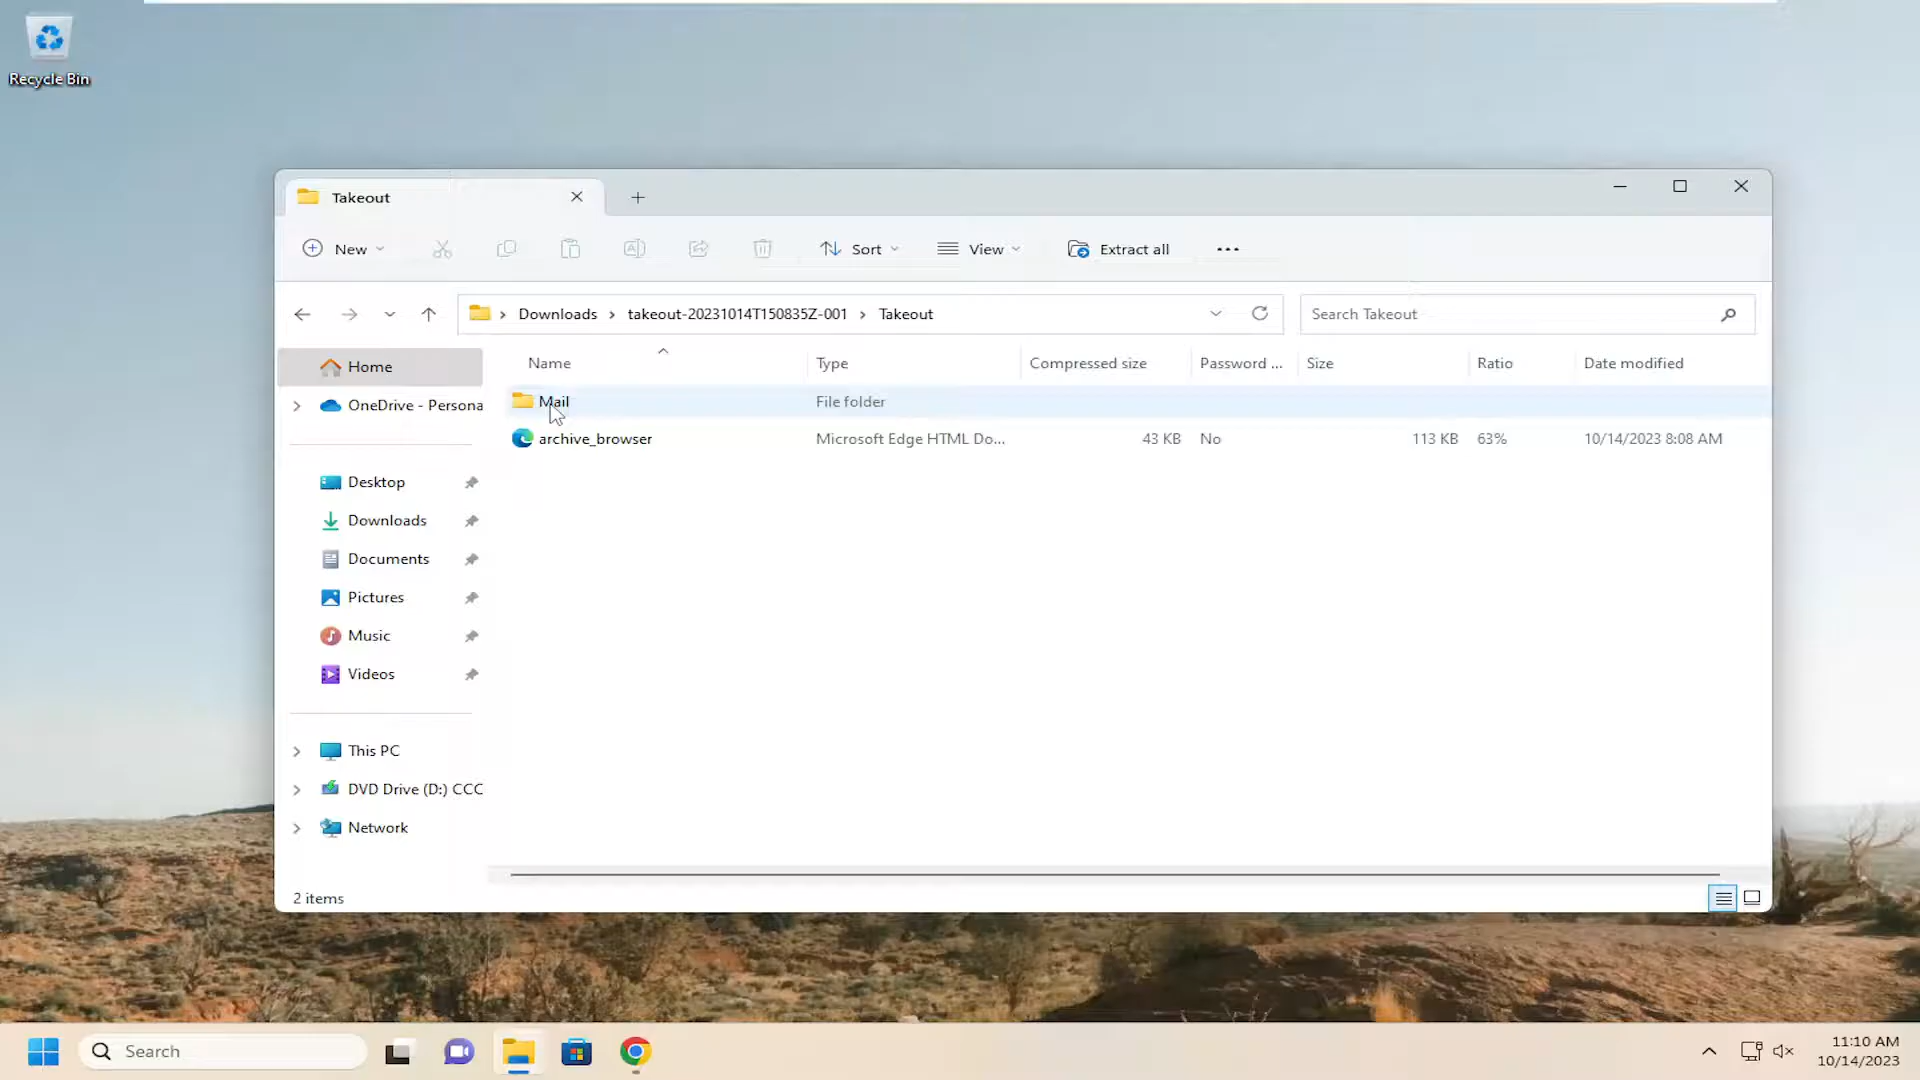 Recycle Bin
Takeout
New
Sort
View
Extract all
Downloads > takeout-20231014T150835Z-001 > Takeout
Search Takeout
Name Type Compressed size Password ... Size Ratio Date modified
Mail File folder
archive_browser Microsoft Edge HTML Do... 43 KB No 113 KB 63% 10/14/2023 8:08 AM
Home
OneDrive - Persona
Desktop
Downloads
Documents
Pictures
Music
Videos
This PC
DVD Drive (D:) CCC
Network
2 items
Search
11:10 AM
10/14/2023